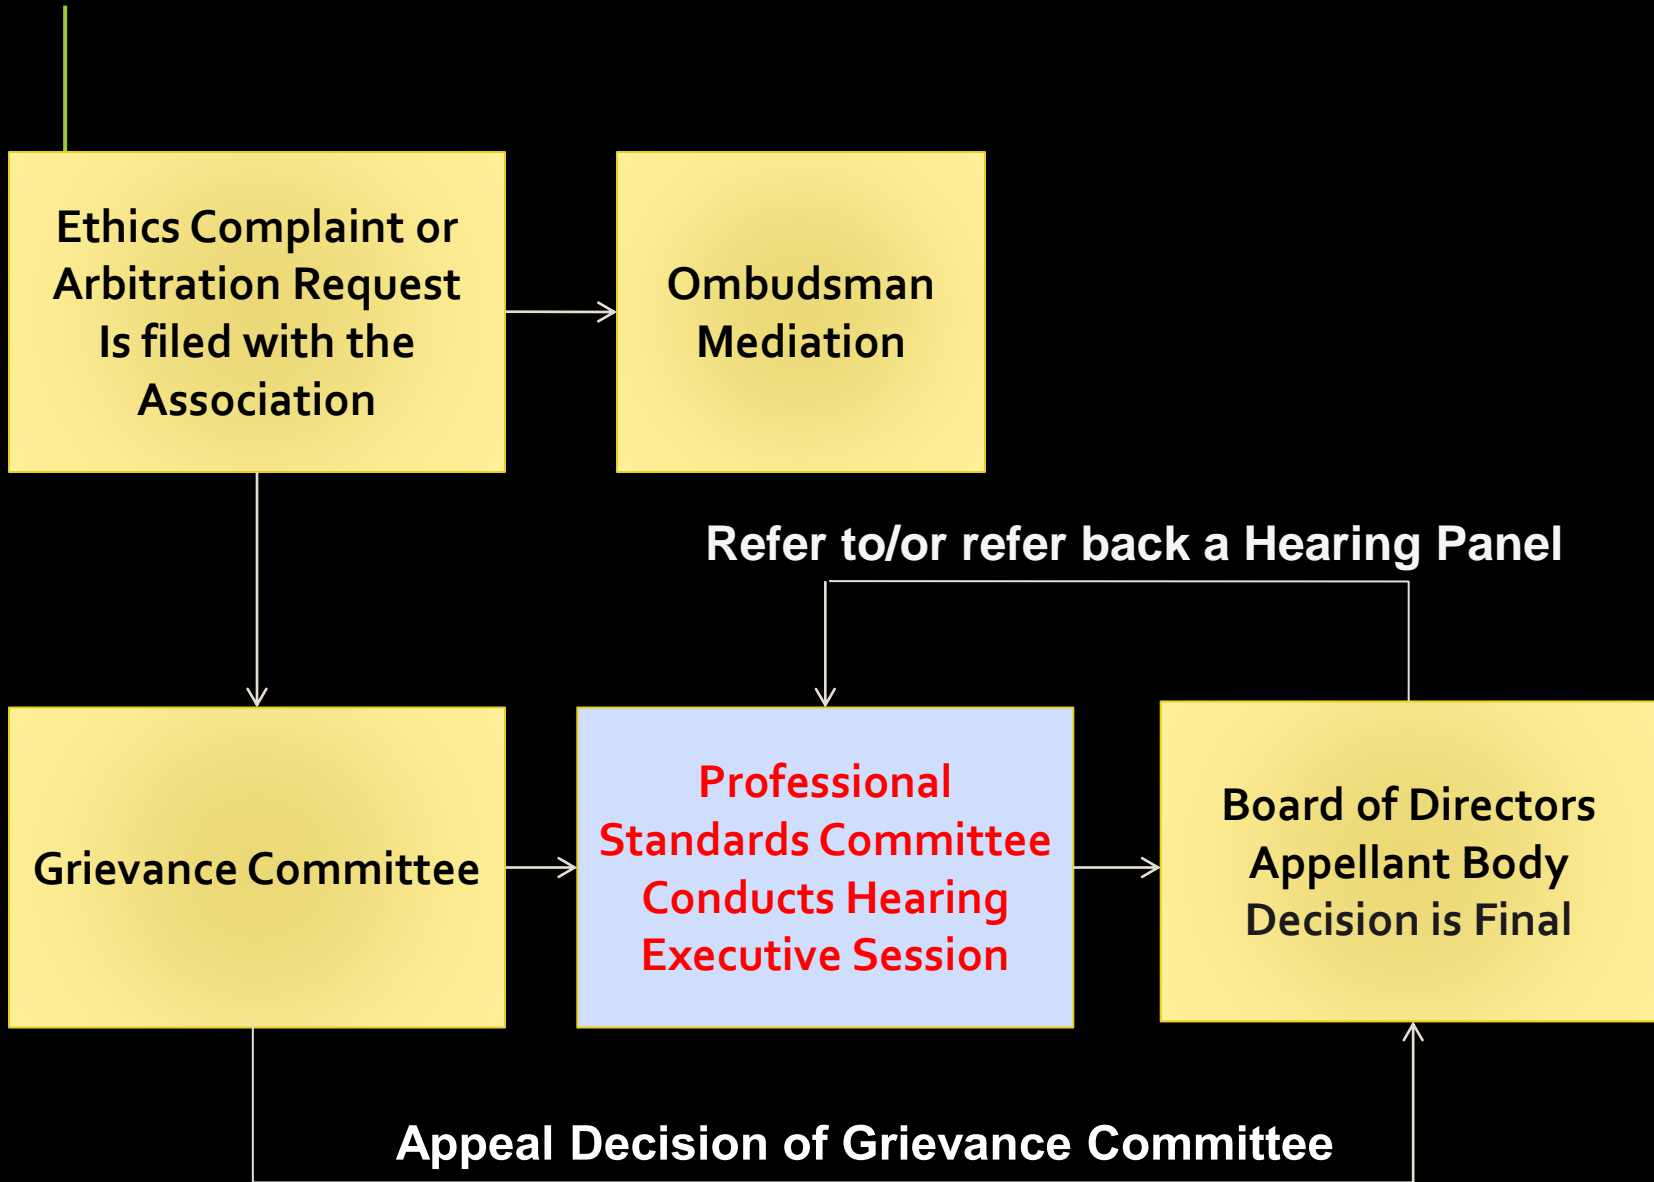 Ethics Complaint or
Arbitration Request
Is filed with the
Association
Ombudsman
Mediation
Refer to/or refer back a Hearing Panel
Grievance Committee
Professional
Standards Committee
Conducts Hearing
Executive Session
Board of Directors
Appellant Body
Decision is Final
Appeal Decision of Grievance Committee